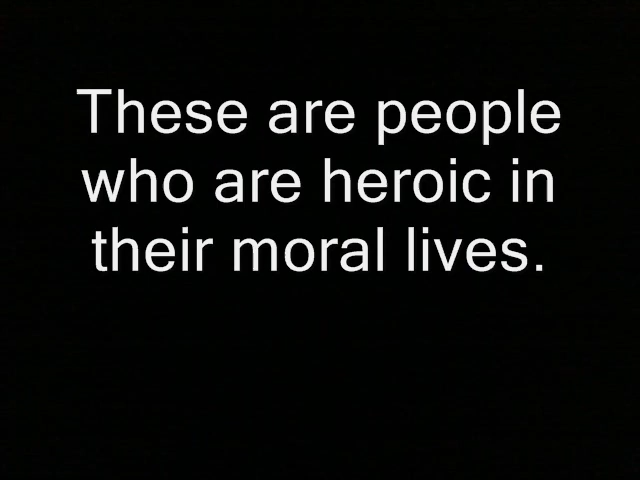 These are people
who are heroic in
their moral lives.